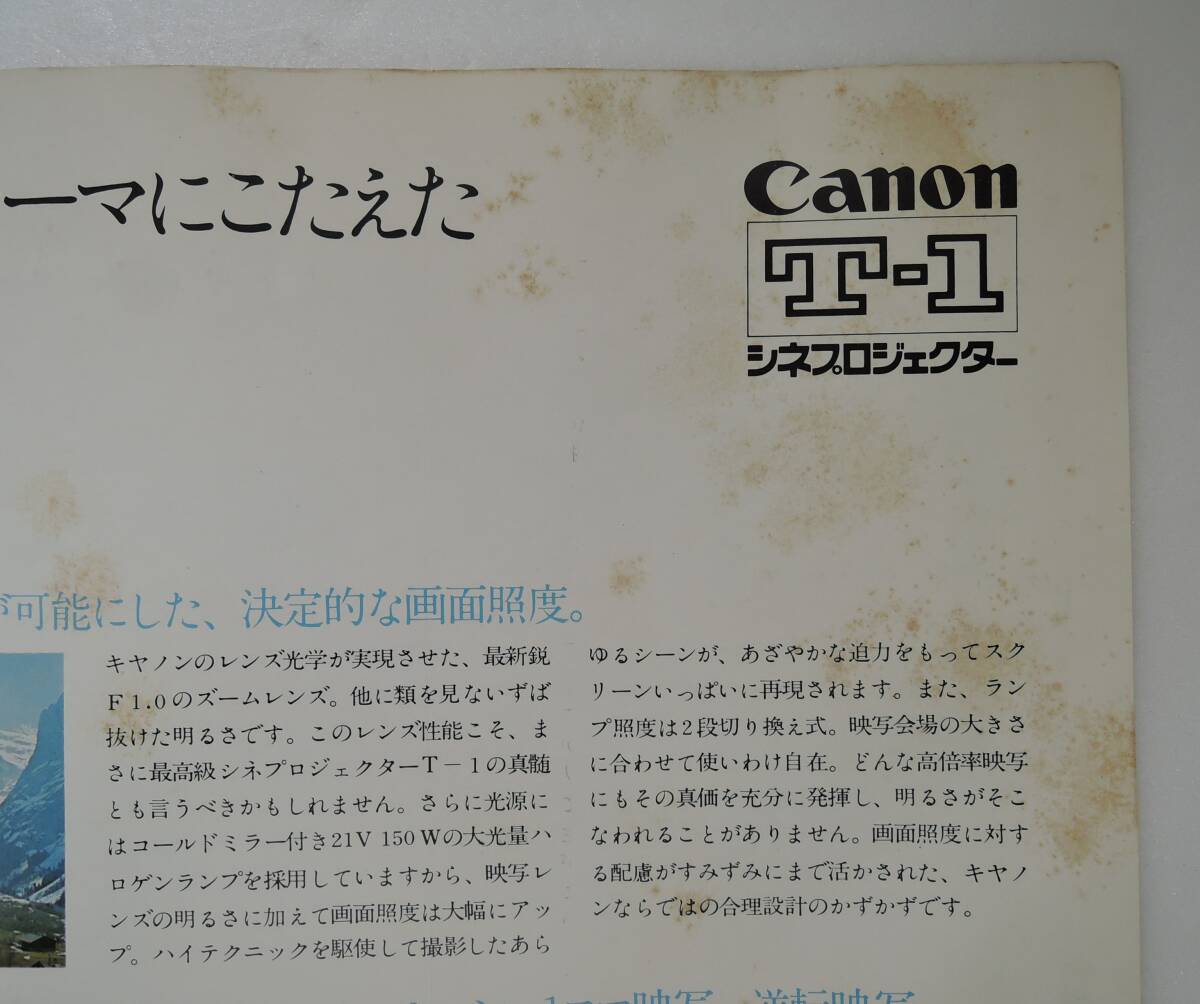 ーマにこたえた
Canon
T-1
シネプロジェクター
が可能にした、決定的な画面照度。
キヤノンのレンズ光学が実現させた、最新鋭
F1.0のズームレンズ。他に類を見ないずば
抜けた明るさです。このレンズ性能こそ、ま
さに最高級シネプロジェクターT－1の真髄
とも言うべきかもしれません。さらに光源に
はコールドミラー付き21V 150Wの大光量ハ
ロゲンランプを採用していますから、映写レ
ンズの明るさに加えて画面照度は大幅にアッ
プ。ハイテクニックを駆使して撮影したあら
ゆるシーンが、あざやかな迫力をもってスク
リーンいっぱいに再現されます。また、ラン
プ照度は2段切り換え式。映写会場の大きさ
に合わせて使いわけ自在。どんな高倍率映写
にもその真価を充分に発揮し、明るさがそこ
なわれることがありません。画面照度に対す
る配慮がすみずみにまで活かされた、キヤノ
ンならではの合理設計のかずかずです。
映写、逆転映写